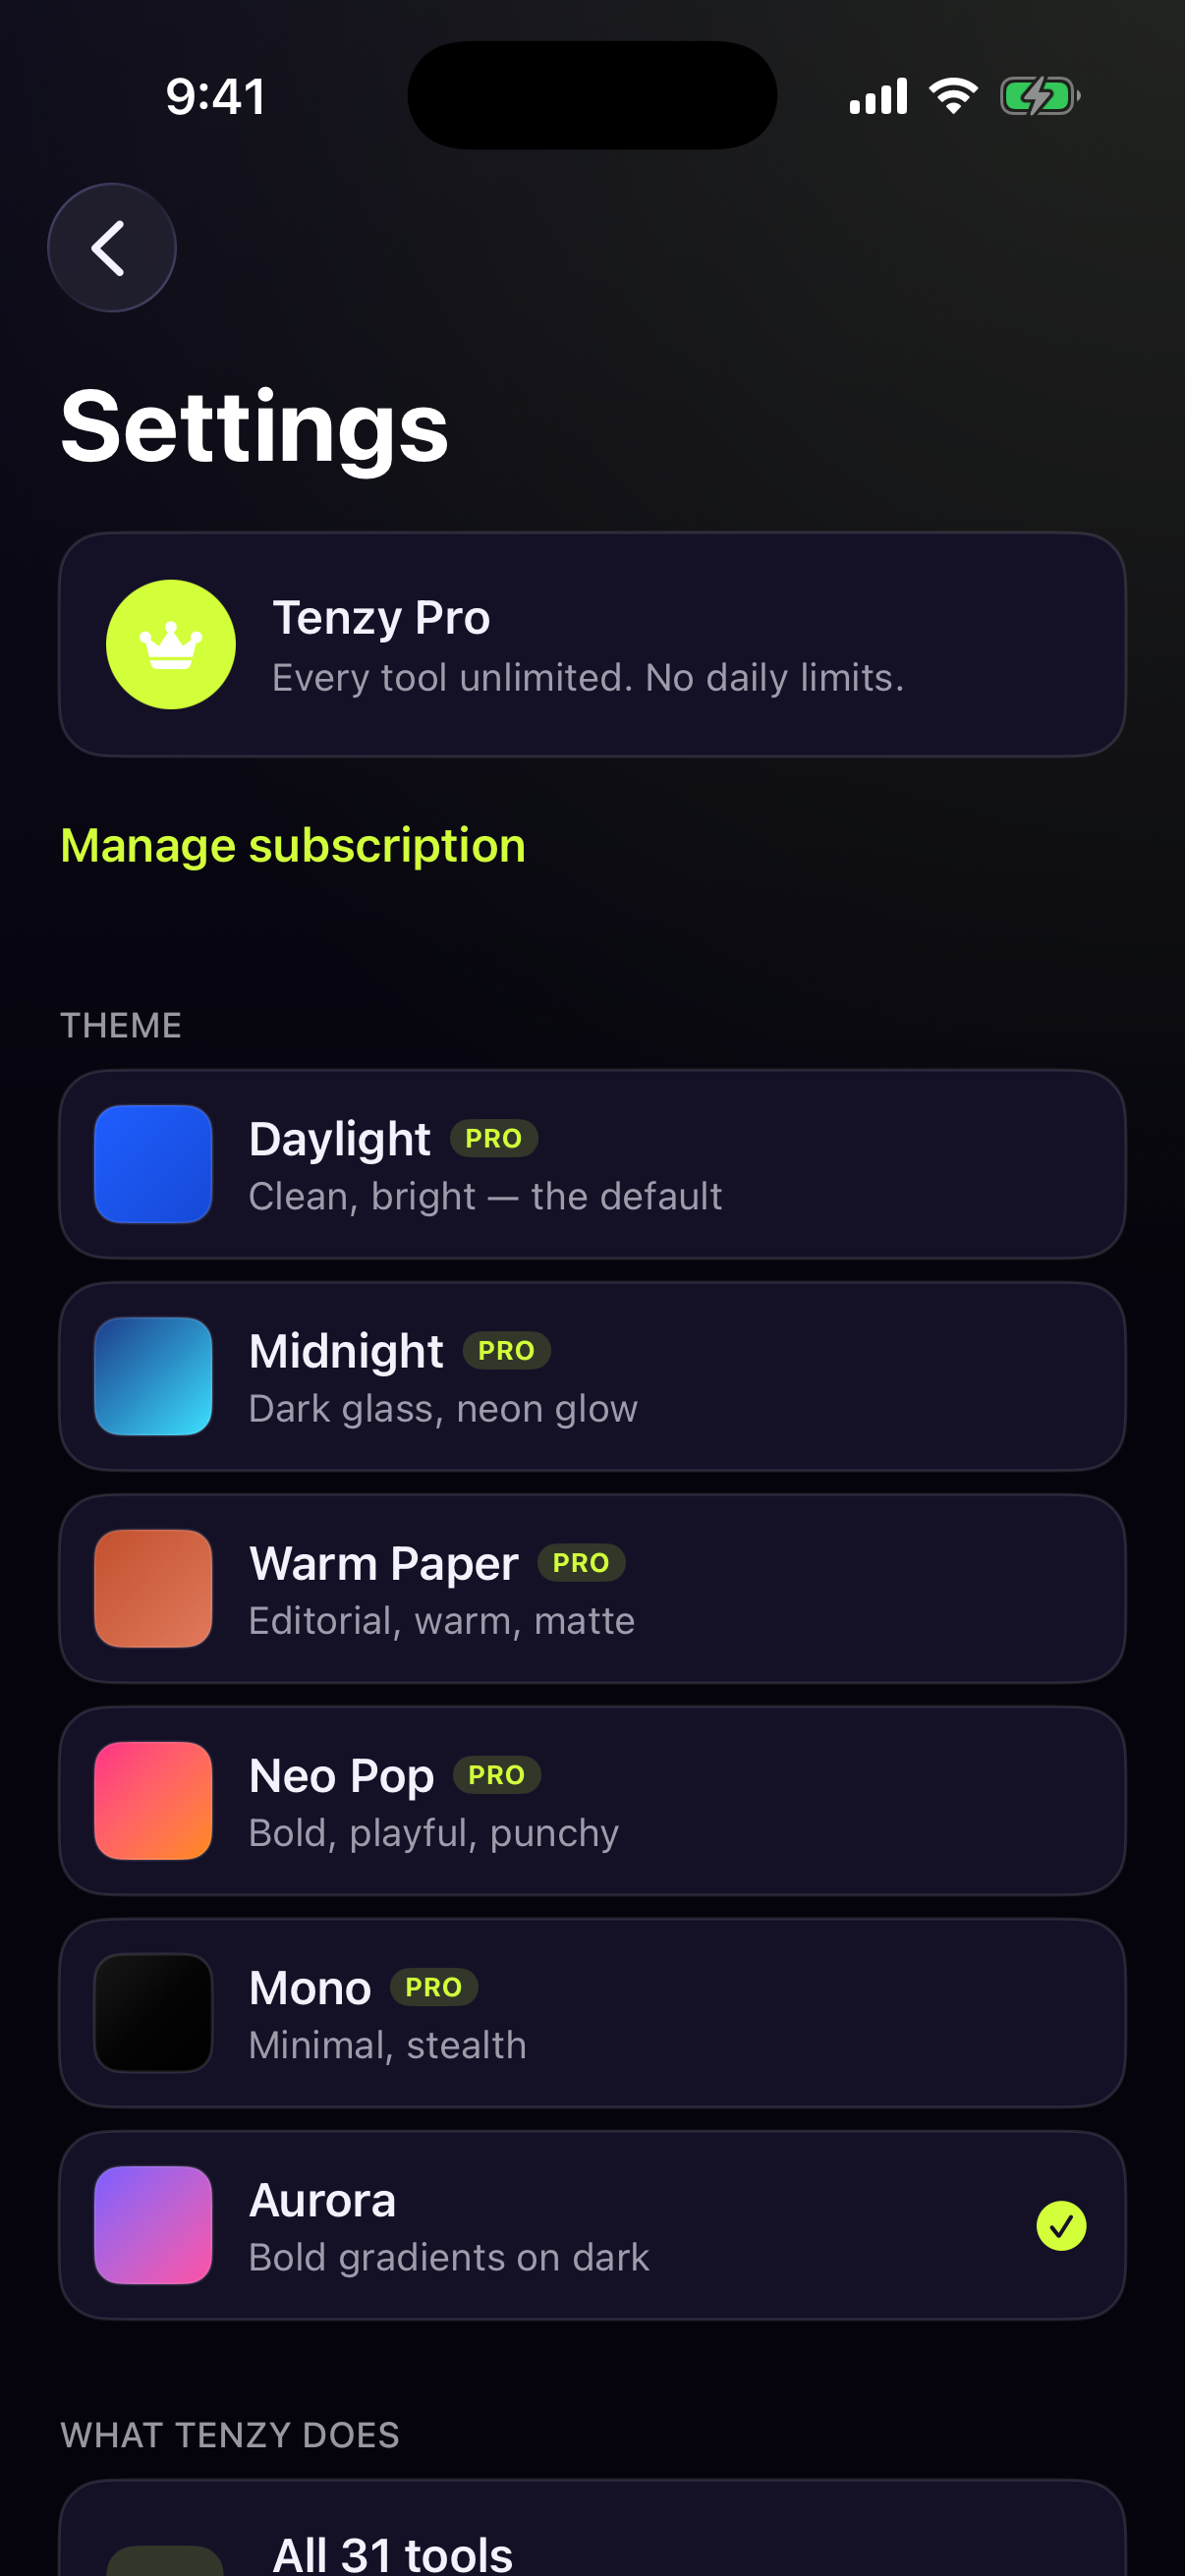 9:41
Settings
Tenzy Pro
Every tool unlimited. No daily limits.
Manage subscription
THEME
Daylight PRO
Clean, bright — the default
Midnight PRO
Dark glass, neon glow
Warm Paper PRO
Editorial, warm, matte
Neo Pop PRO
Bold, playful, punchy
Mono PRO
Minimal, stealth
Aurora
Bold gradients on dark
WHAT TENZY DOES
All 31 tools